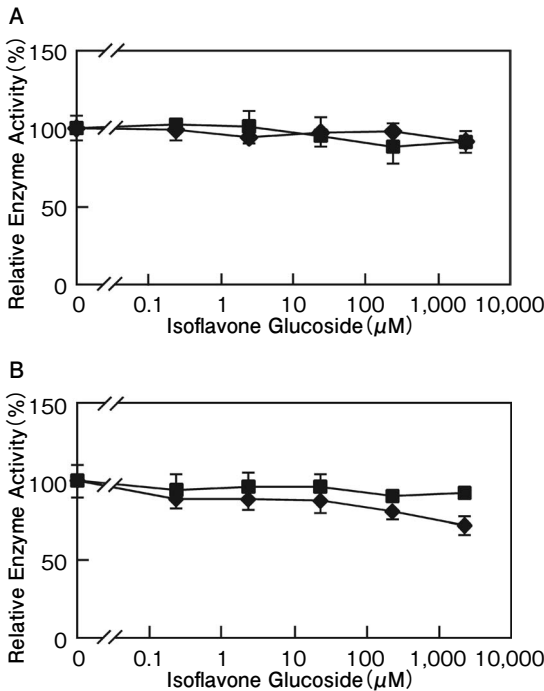 A
Relative Enzyme Activity(%)
150
100
50
0
0 0.1 1 10 100 1,000 10,000
Isoflavone Glucoside(μM)
B
Relative Enzyme Activity(%)
150
100
50
0
0 0.1 1 10 100 1,000 10,000
Isoflavone Glucoside(μM)